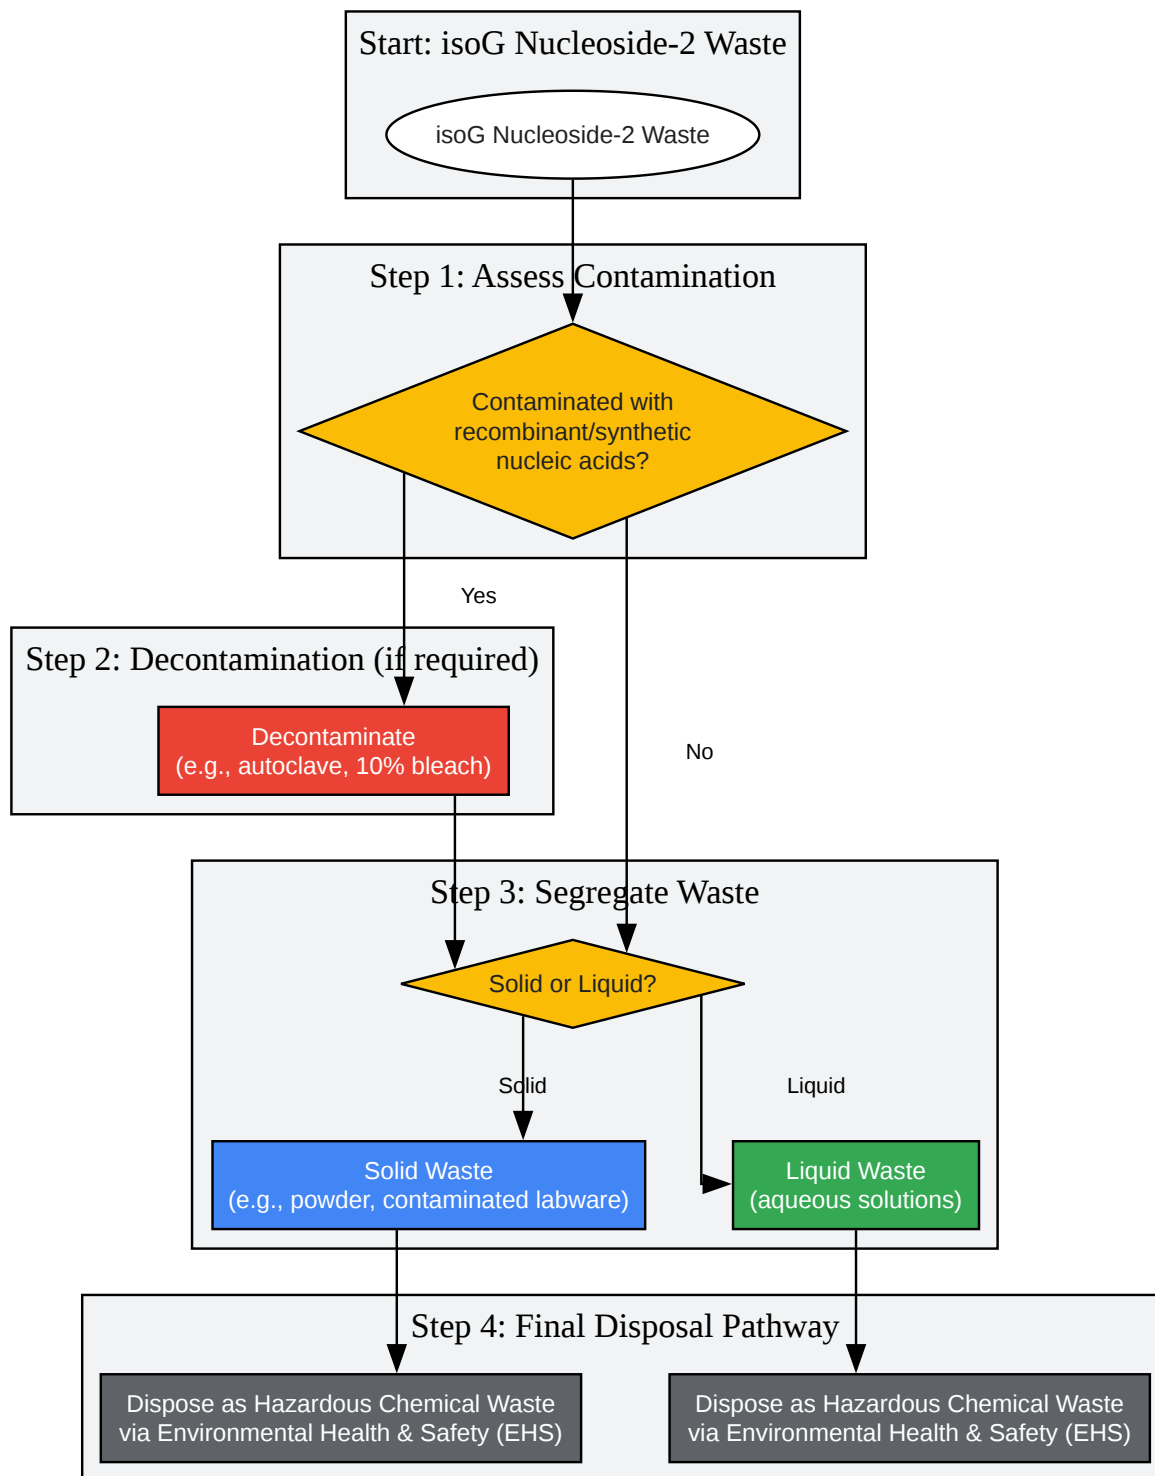 Start: isoG Nucleoside-2 Waste
isoG Nucleoside-2 Waste
Step 1: Assess Contamination
Contaminated with
recombinant/synthetic
nucleic acids?
Yes
Step 2: Decontamination (if required)
Decontaminate
(e.g., autoclave, 10% bleach)
No
Step 3: Segregate Waste
Solid or Liquid?
Solid
Liquid
Solid Waste
(e.g., powder, contaminated labware)
Liquid Waste
(aqueous solutions)
Step 4: Final Disposal Pathway
Dispose as Hazardous Chemical Waste
via Environmental Health & Safety (EHS)
Dispose as Hazardous Chemical Waste
via Environmental Health & Safety (EHS)